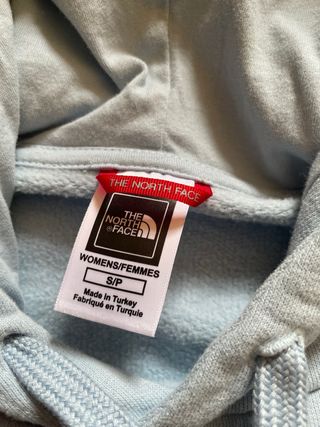 THE NORTH FACE
THE
NORTH
FACE
WOMENS/FEMMES
S/P
Made in Turkey
Fabriqué en Turquie